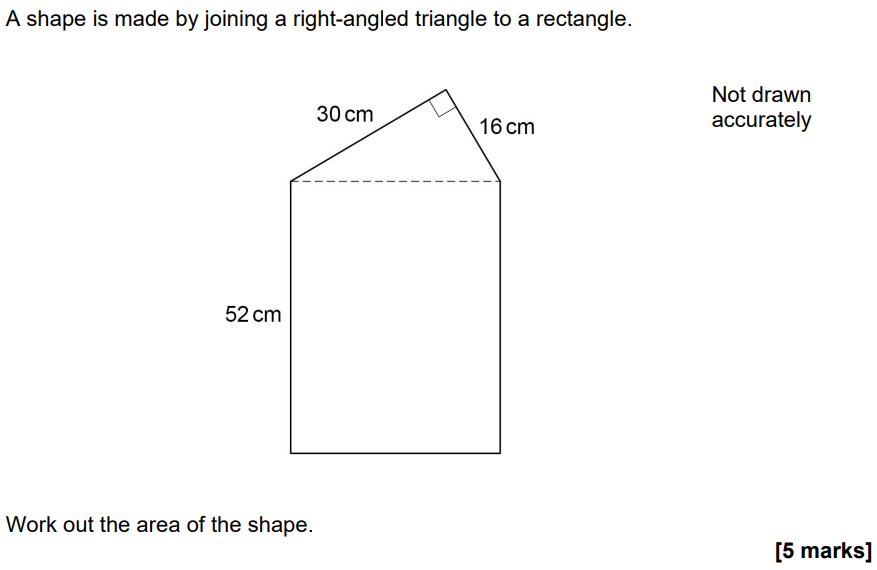 A shape is made by joining a right-angled triangle to a rectangle.
Not drawn
accurately
30 cm
16 cm
52 cm
Work out the area of the shape.
[5 marks]